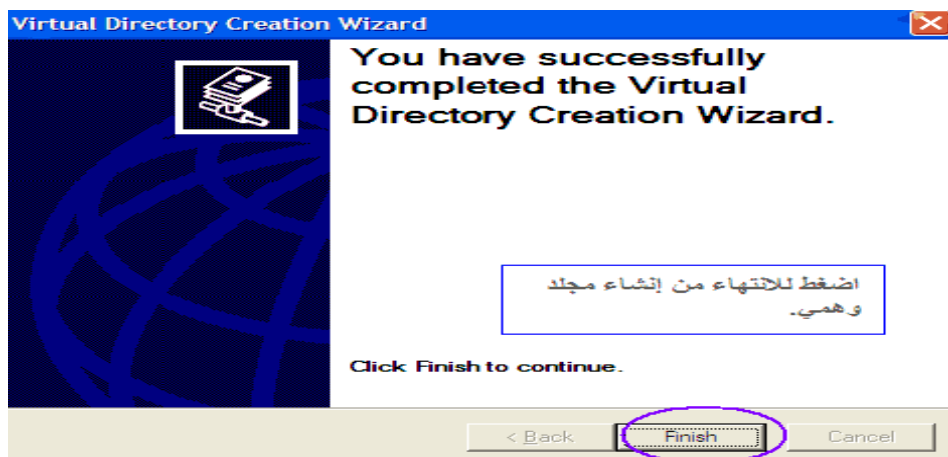 Virtual Directory Creation Wizard
You have successfully
completed the Virtual
Directory Creation Wizard.
اضغط للانتهاء من إنشاء مجلد
وهمي.
Click Finish to continue.
< Back
Finish
Cancel